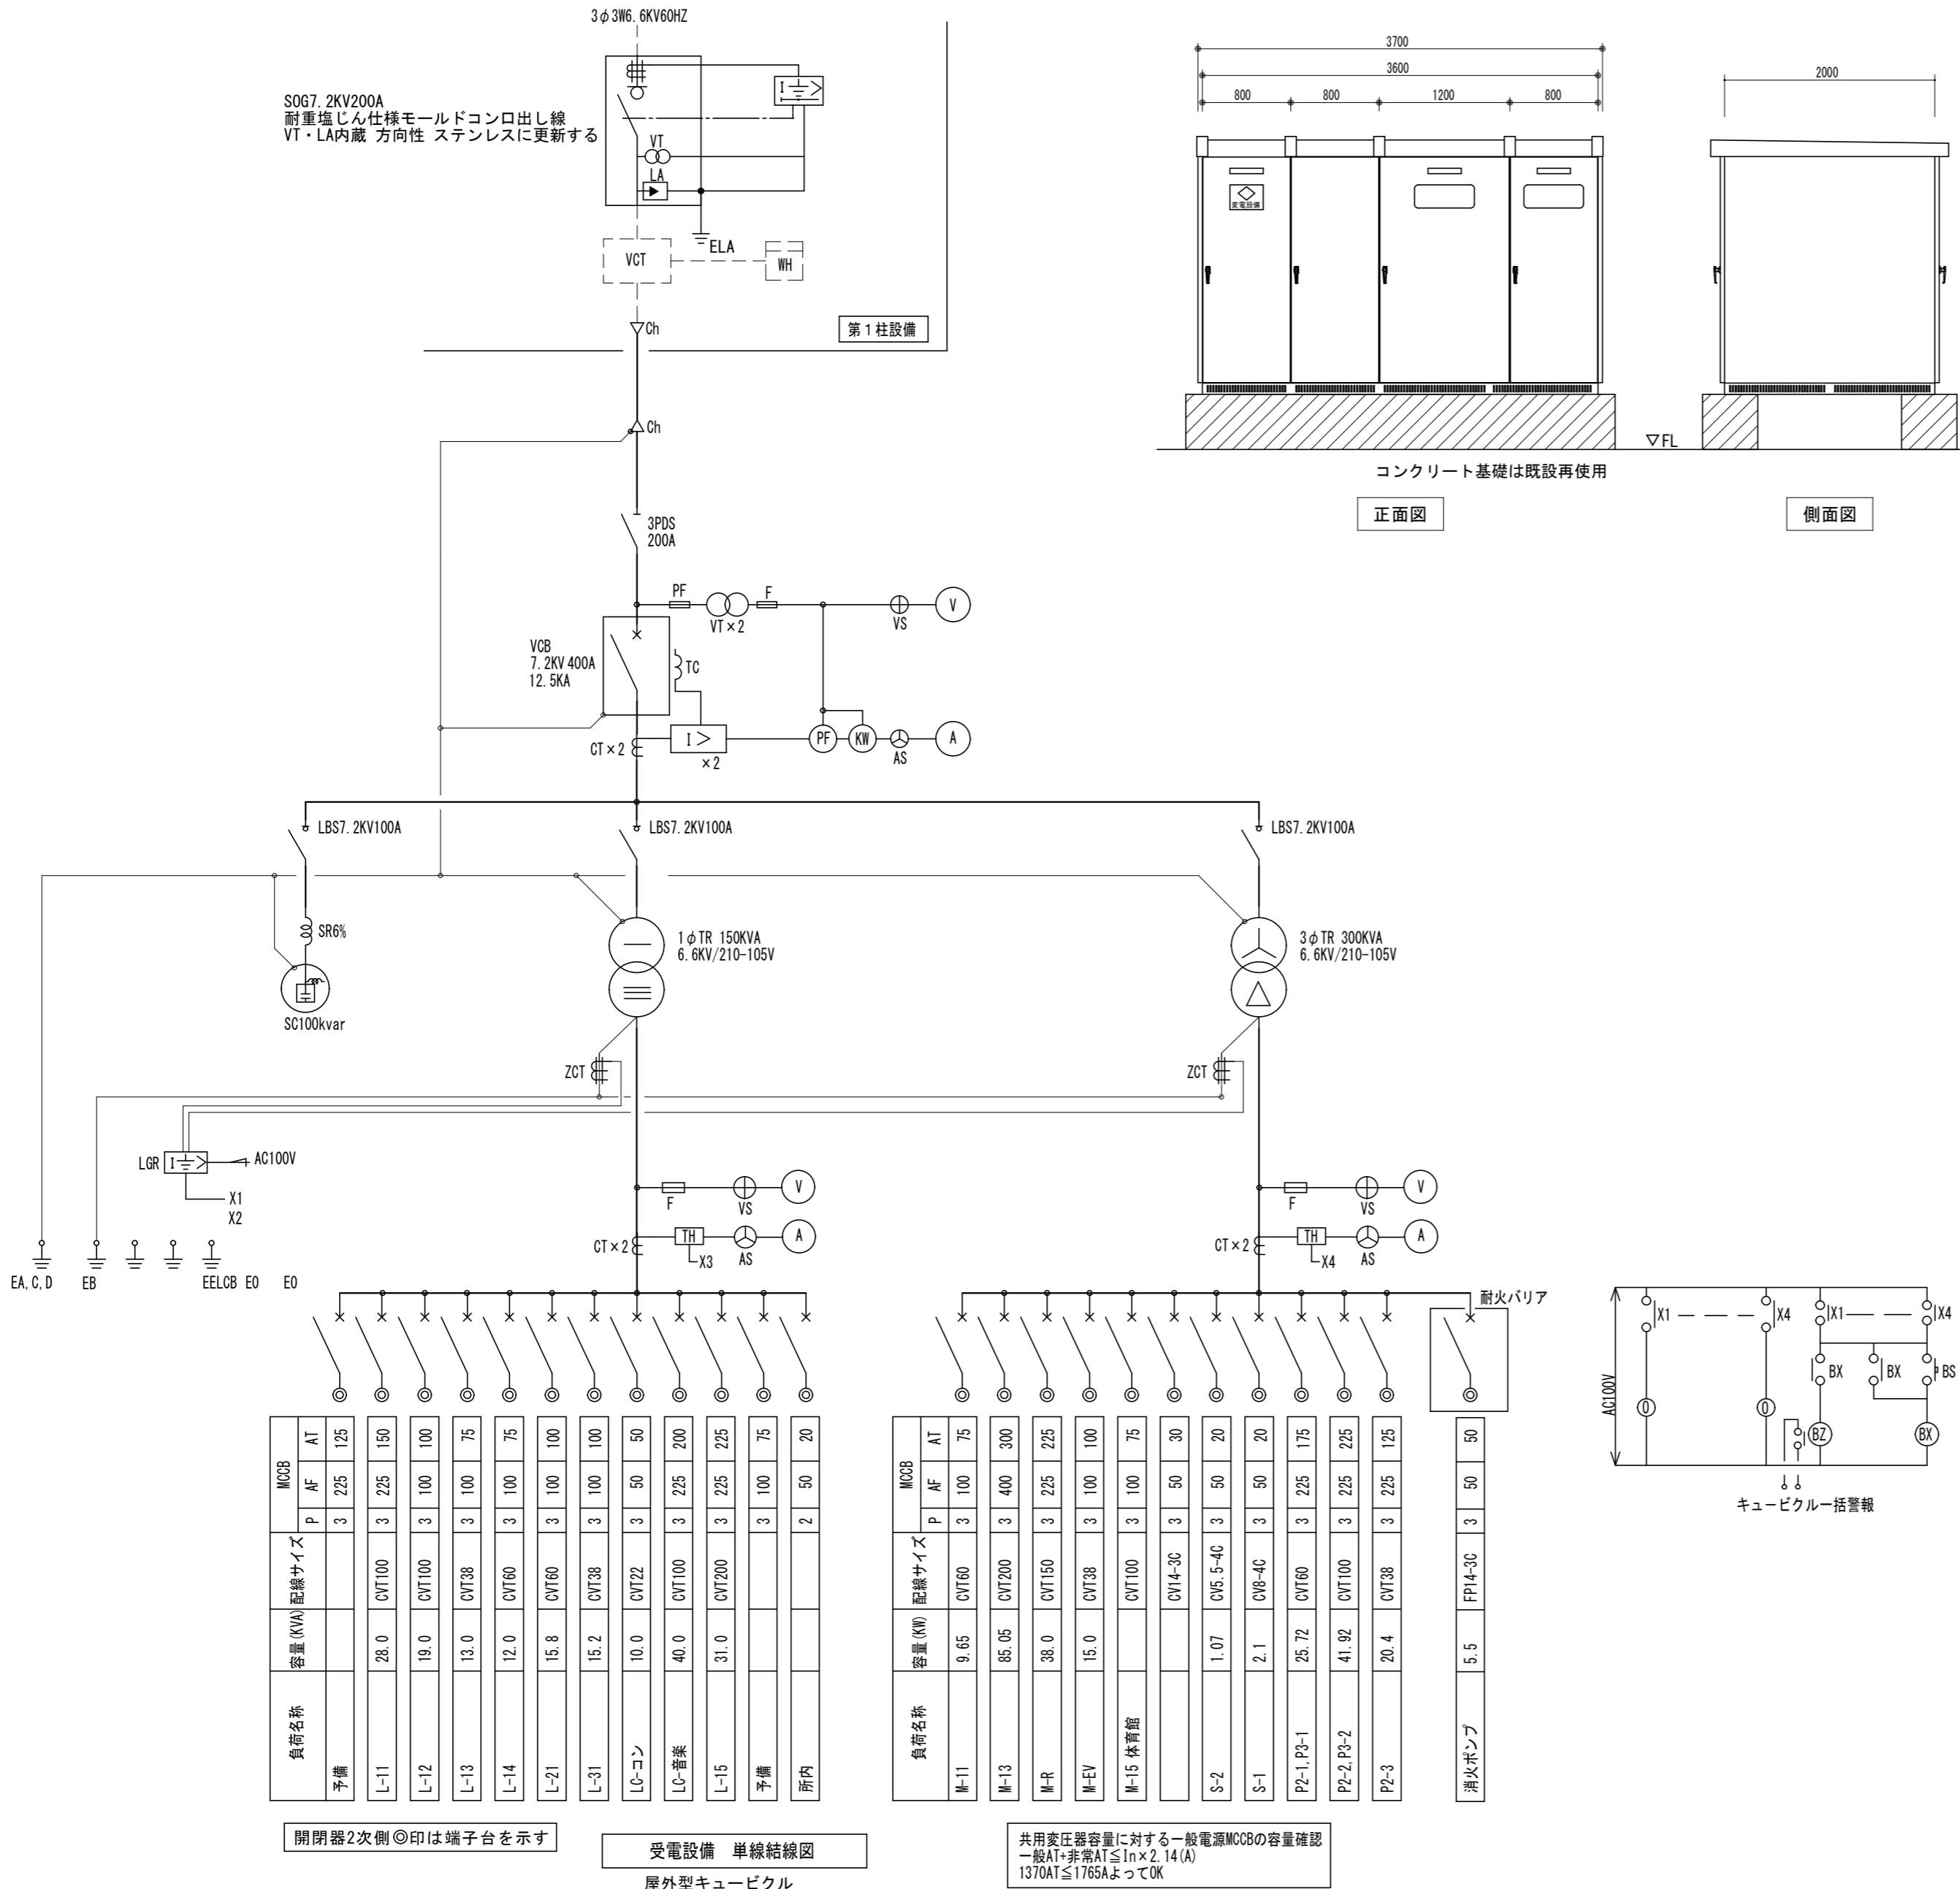 3φ3W6.6KV60HZ
SOG7.2KV200A
耐重塩じん仕様モールドコンロ出し線
VT・LA内蔵 方向性 ステンレスに更新する
I
VT
LA
ELA
VCT
WH
Ch
第1柱設備
Ch
3PDS
200A
PF
F
VT×2
VS
V
VCB
7.2KV 400A
12.5KA
TC
CT×2
I >
×2
PF
KW
AS
A
LBS7.2KV100A
LBS7.2KV100A
LBS7.2KV100A
SR6%
SC100kvar
1φTR 150KVA
6.6KV/210-105V
3φTR 300KVA
6.6KV/210-105V
ZCT
ZCT
LGR
I
AC100V
X1
X2
F
VS
V
F
VS
V
CT×2
TH
X3
AS
A
CT×2
TH
X4
AS
A
EA,C,D
EB
EELCB EO
EO
3700
3600
800
800
1200
800
2000
変電設備
▽FL
コンクリート基礎は既設再使用
正面図
側面図
負荷名称 容量(KVA) 配線サイズ MCCB P AF AT
予備 3 225 125
L-11 28.0 CVT100 3 225 150
L-12 19.0 CVT100 3 100 100
L-13 13.0 CVT38 3 100 75
L-14 12.0 CVT60 3 100 75
L-21 15.8 CVT60 3 100 100
L-31 15.2 CVT38 3 100 100
LC-コン 10.0 CVT22 3 50 50
LC-音楽 40.0 CVT100 3 225 200
L-15 31.0 CVT200 3 225 225
予備 3 100 75
所内 2 50 20
負荷名称 容量(KW) 配線サイズ MCCB P AF AT
M-11 9.65 CVT60 3 100 75
M-13 85.05 CVT200 3 400 300
M-R 38.0 CVT150 3 225 225
M-EV 15.0 CVT38 3 100 100
M-15 体育館 CVT100 3 100 75
CV14-3C 3 50 30
S-2 1.07 CV5.5-4C 3 50 20
S-1 2.1 CV8-4C 3 50 20
P2-1,P3-1 25.72 CVT60 3 225 175
P2-2,P3-2 41.92 CVT100 3 225 225
P2-3 20.4 CVT38 3 225 125
耐火バリア
消火ポンプ 5.5 FP14-3C 3 50 50
AC100V
X1
X4
X1
X4
BX
BX
BS
O
O
BZ
BX
キュービクル一括警報
開閉器2次側◎印は端子台を示す
受電設備 単線結線図
屋外型キュービクル
共用変圧器容量に対する一般電源MCCBの容量確認
一般AT+非常AT≦In×2.14(A)
1370AT≦1765AよってOK